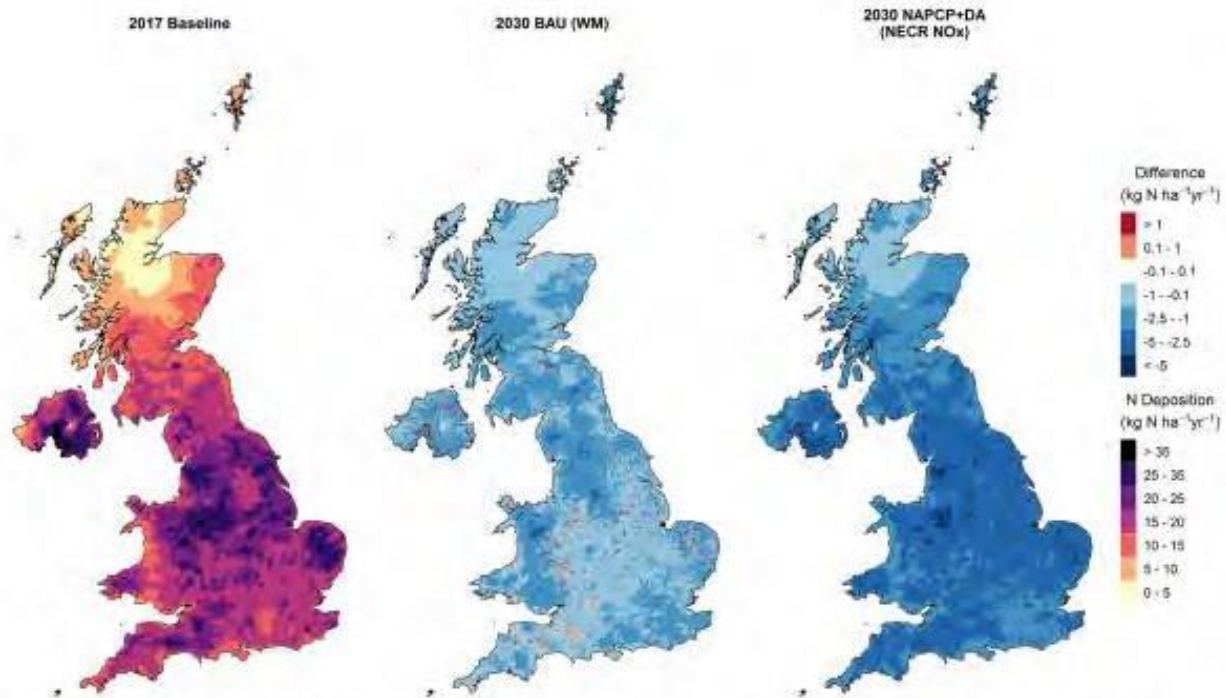 2017 Baseline
2030 BAU (WM)
2030 NAPCP+DA
(NECR NOx)
Difference
(kg N ha⁻¹yr⁻¹)
> 1
0.1 - 1
-0.1 - 0.1
-1 - -0.1
-2.5 - -1
-5 - -2.5
< -5
N Deposition
(kg N ha⁻¹yr⁻¹)
> 35
25 - 35
20 - 25
15 - 20
10 - 15
5 - 10
0 - 5